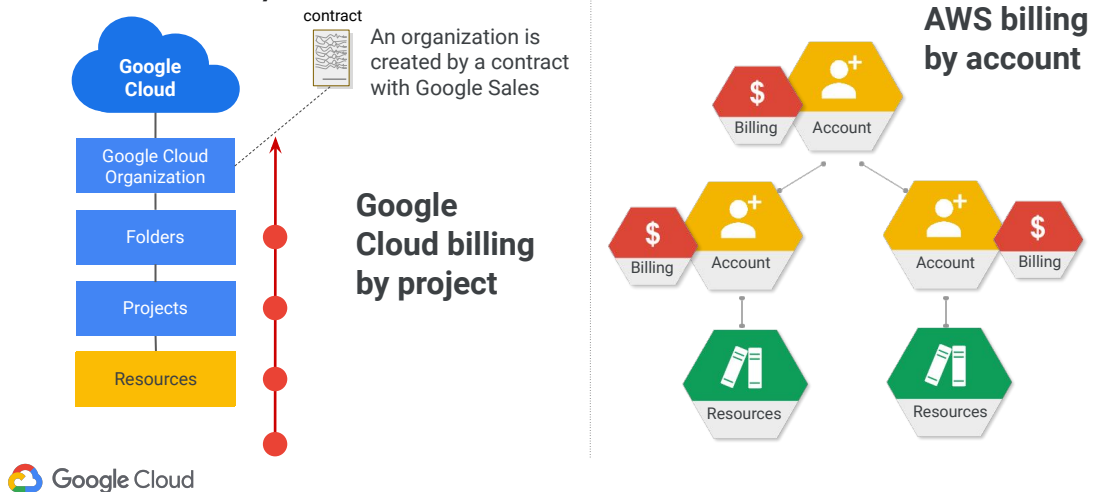 contract
An organization is
created by a contract
with Google Sales
Google
Cloud
Google Cloud
Organization
Folders
Projects
Resources
Google
Cloud billing
by project
AWS billing
by account
$
Billing
Account
$
Billing
Account
Account
$
Billing
Resources
Resources
Google Cloud